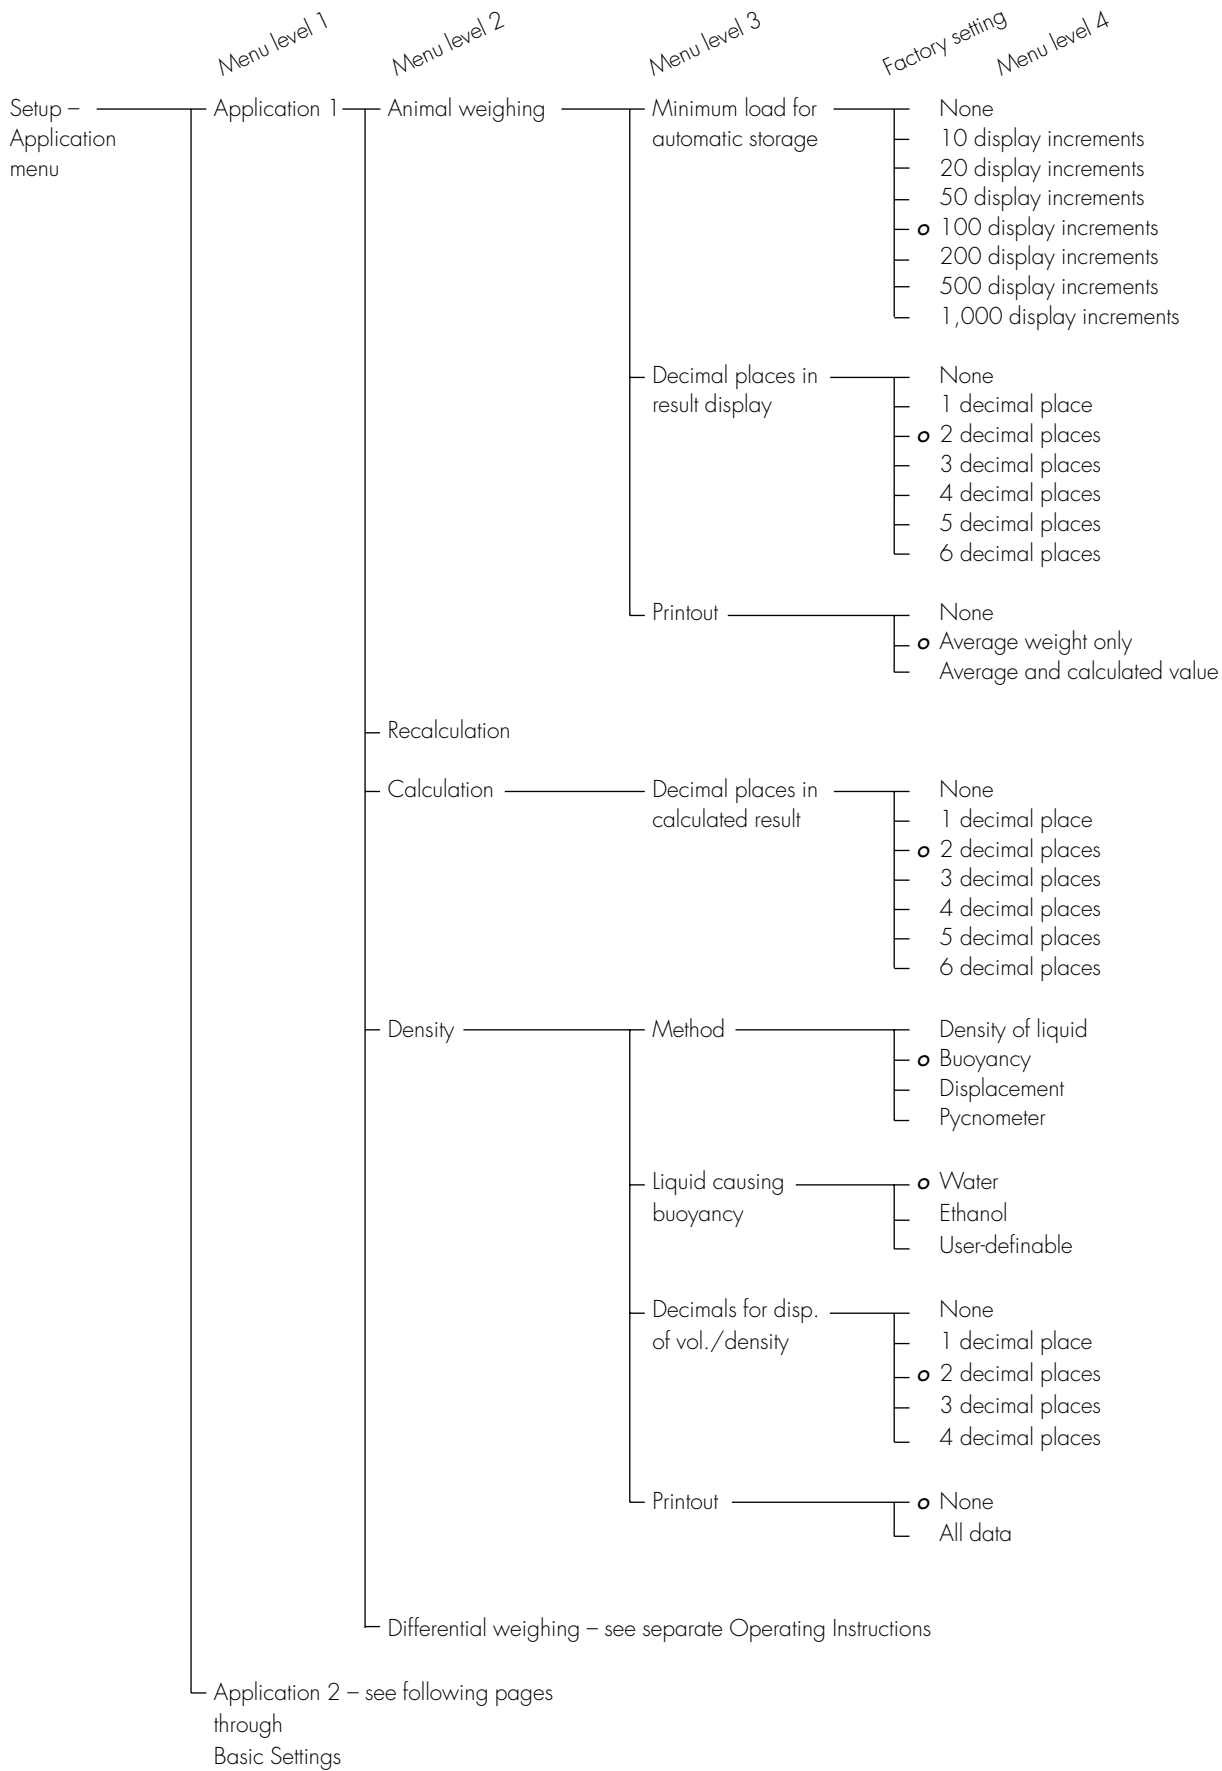 Menu level 1 Menu level 2 Menu level 3 Factory setting Menu level 4
Setup – Application 1 Animal weighing Minimum load for None
Application automatic storage 10 display increments
menu 20 display increments
50 display increments
o 100 display increments
200 display increments
500 display increments
1,000 display increments
Decimal places in None
result display 1 decimal place
o 2 decimal places
3 decimal places
4 decimal places
5 decimal places
6 decimal places
Printout None
o Average weight only
Average and calculated value
Recalculation
Calculation Decimal places in None
calculated result 1 decimal place
o 2 decimal places
3 decimal places
4 decimal places
5 decimal places
6 decimal places
Density Method Density of liquid
o Buoyancy
Displacement
Pycnometer
Liquid causing o Water
buoyancy Ethanol
User-definable
Decimals for disp. None
of vol./density 1 decimal place
o 2 decimal places
3 decimal places
4 decimal places
Printout o None
All data
Differential weighing – see separate Operating Instructions
Application 2 – see following pages
through
Basic Settings